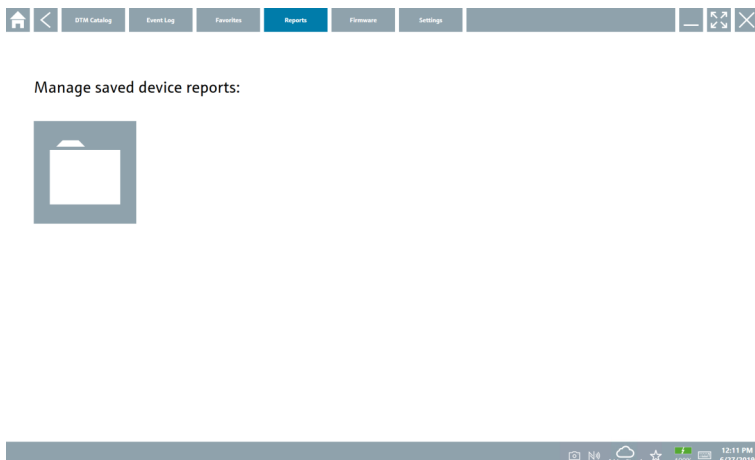 DTM Catalog Event Log Favorites Reports Firmware Settings
Manage saved device reports:
12:11 PM